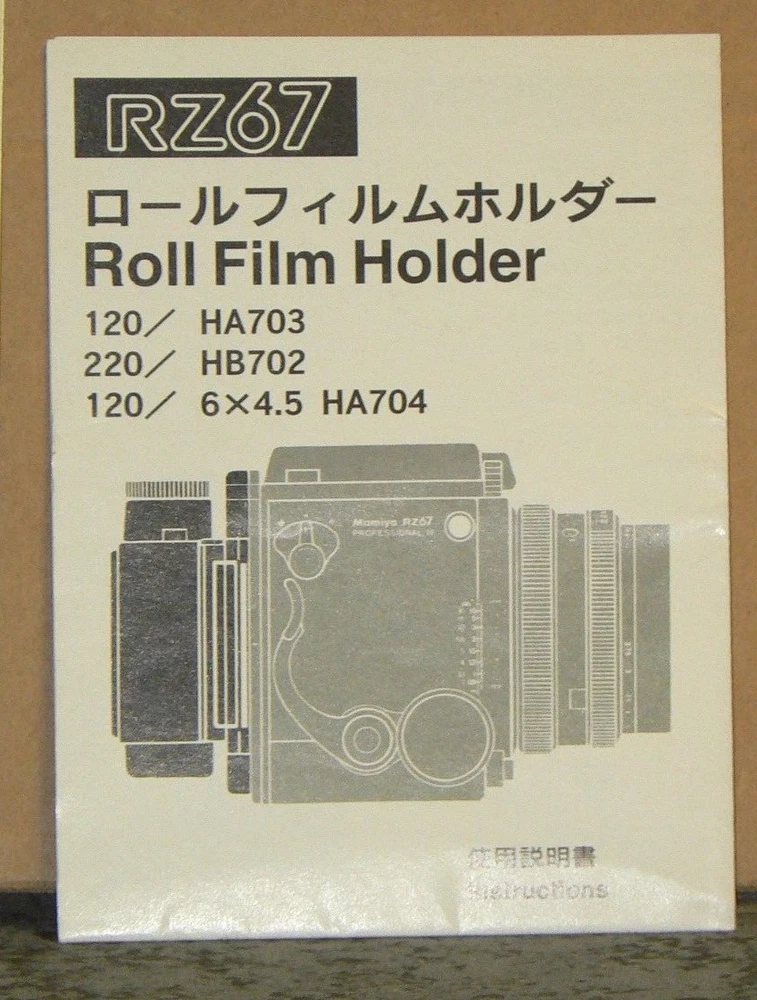 RZ67
ロールフィルムホルダー
Roll Film Holder
120／ HA703
220／ HB702
120／ 6×4.5 HA704
Mamiya RZ67
PROFESSIONAL II
使用説明書
Instructions